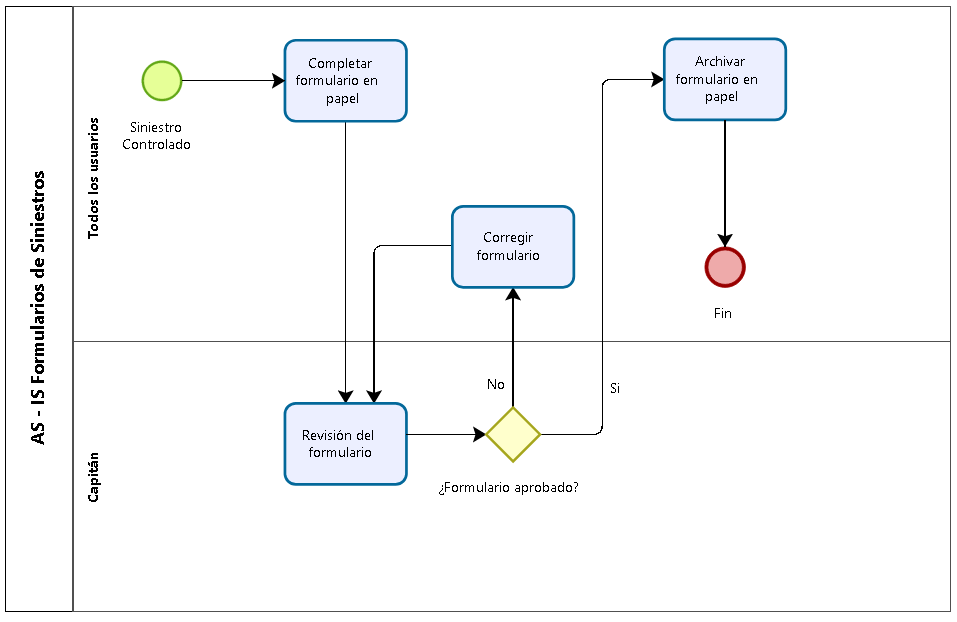 AS - IS Formularios de Siniestros
Todos los usuarios
Siniestro
Controlado
Completar
formulario en
papel
Archivar
formulario en
papel
Corregir
formulario
Fin
Capitán
No
Si
Revisión del
formulario
¿Formulario aprobado?